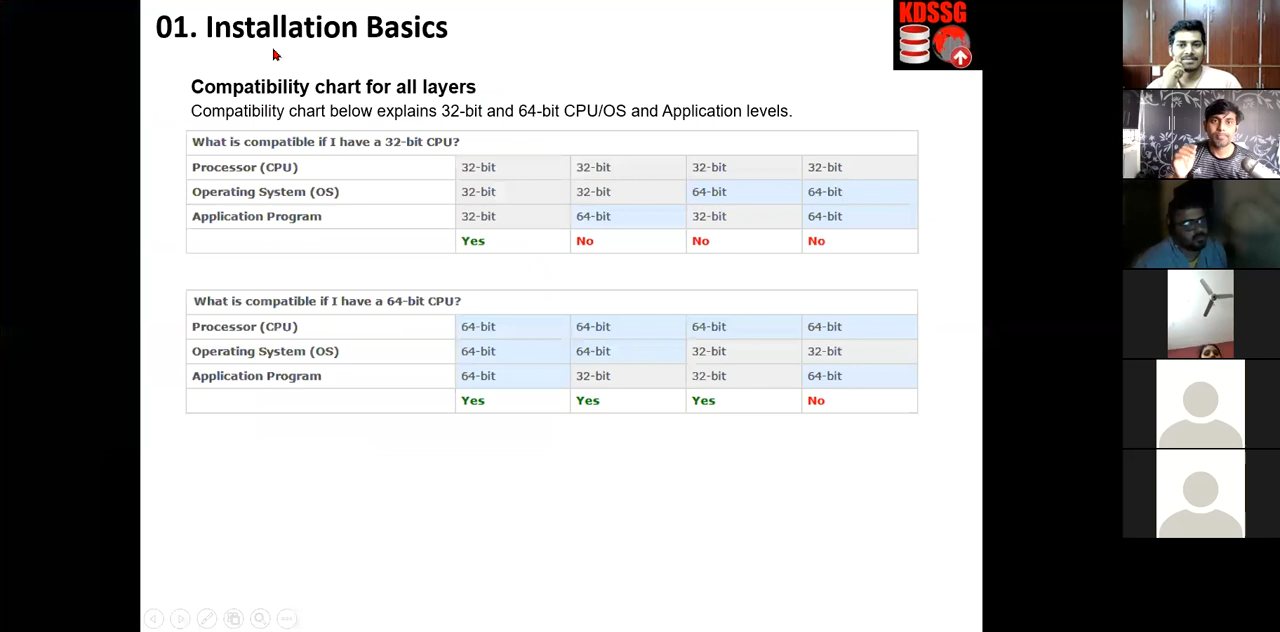 01. Installation Basics
KDSSG
Compatibility chart for all layers
Compatibility chart below explains 32-bit and 64-bit CPU/OS and Application levels.
What is compatible if I have a 32-bit CPU?
Processor (CPU) 32-bit 32-bit 32-bit 32-bit
Operating System (OS) 32-bit 32-bit 64-bit 64-bit
Application Program 32-bit 64-bit 32-bit 64-bit
Yes No No No
What is compatible if I have a 64-bit CPU?
Processor (CPU) 64-bit 64-bit 64-bit 64-bit
Operating System (OS) 64-bit 64-bit 32-bit 32-bit
Application Program 64-bit 32-bit 32-bit 64-bit
Yes Yes Yes No